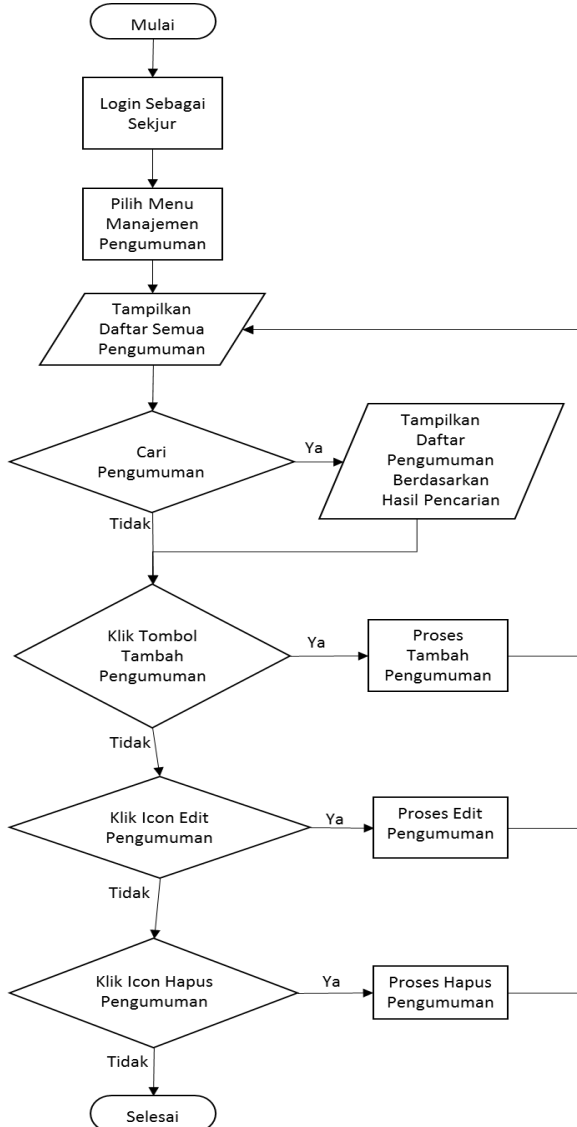 Mulai
Login Sebagai
Sekjur
Pilih Menu
Manajemen
Pengumuman
Tampilkan
Daftar Semua
Pengumuman
Cari
Pengumuman
Ya
Tampilkan
Daftar
Pengumuman
Berdasarkan
Hasil Pencarian
Tidak
Klik Tombol
Tambah
Pengumuman
Ya
Proses
Tambah
Pengumuman
Tidak
Klik Icon Edit
Pengumuman
Ya
Proses Edit
Pengumuman
Tidak
Klik Icon Hapus
Pengumuman
Ya
Proses Hapus
Pengumuman
Tidak
Selesai